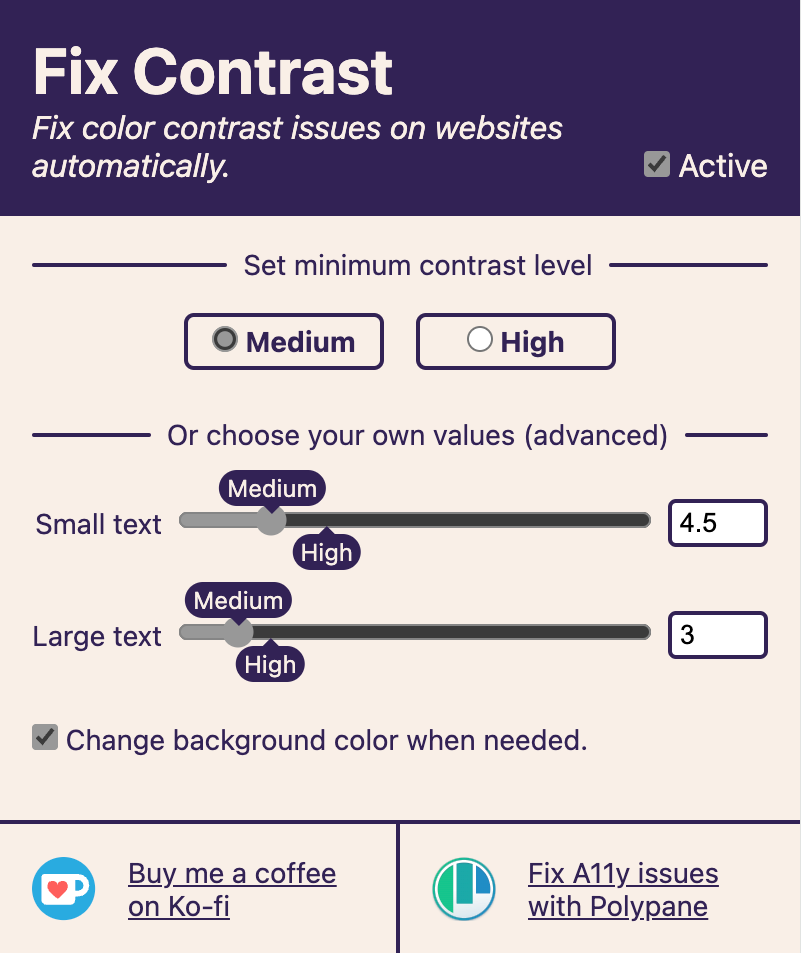 Fix Contrast
Fix color contrast issues on websites
automatically.
Active
Set minimum contrast level
Medium
High
Or choose your own values (advanced)
Medium
Small text
4.5
High
Medium
Large text
3
High
Change background color when needed.
Buy me a coffee
on Ko-fi
Fix A11y issues
with Polypane